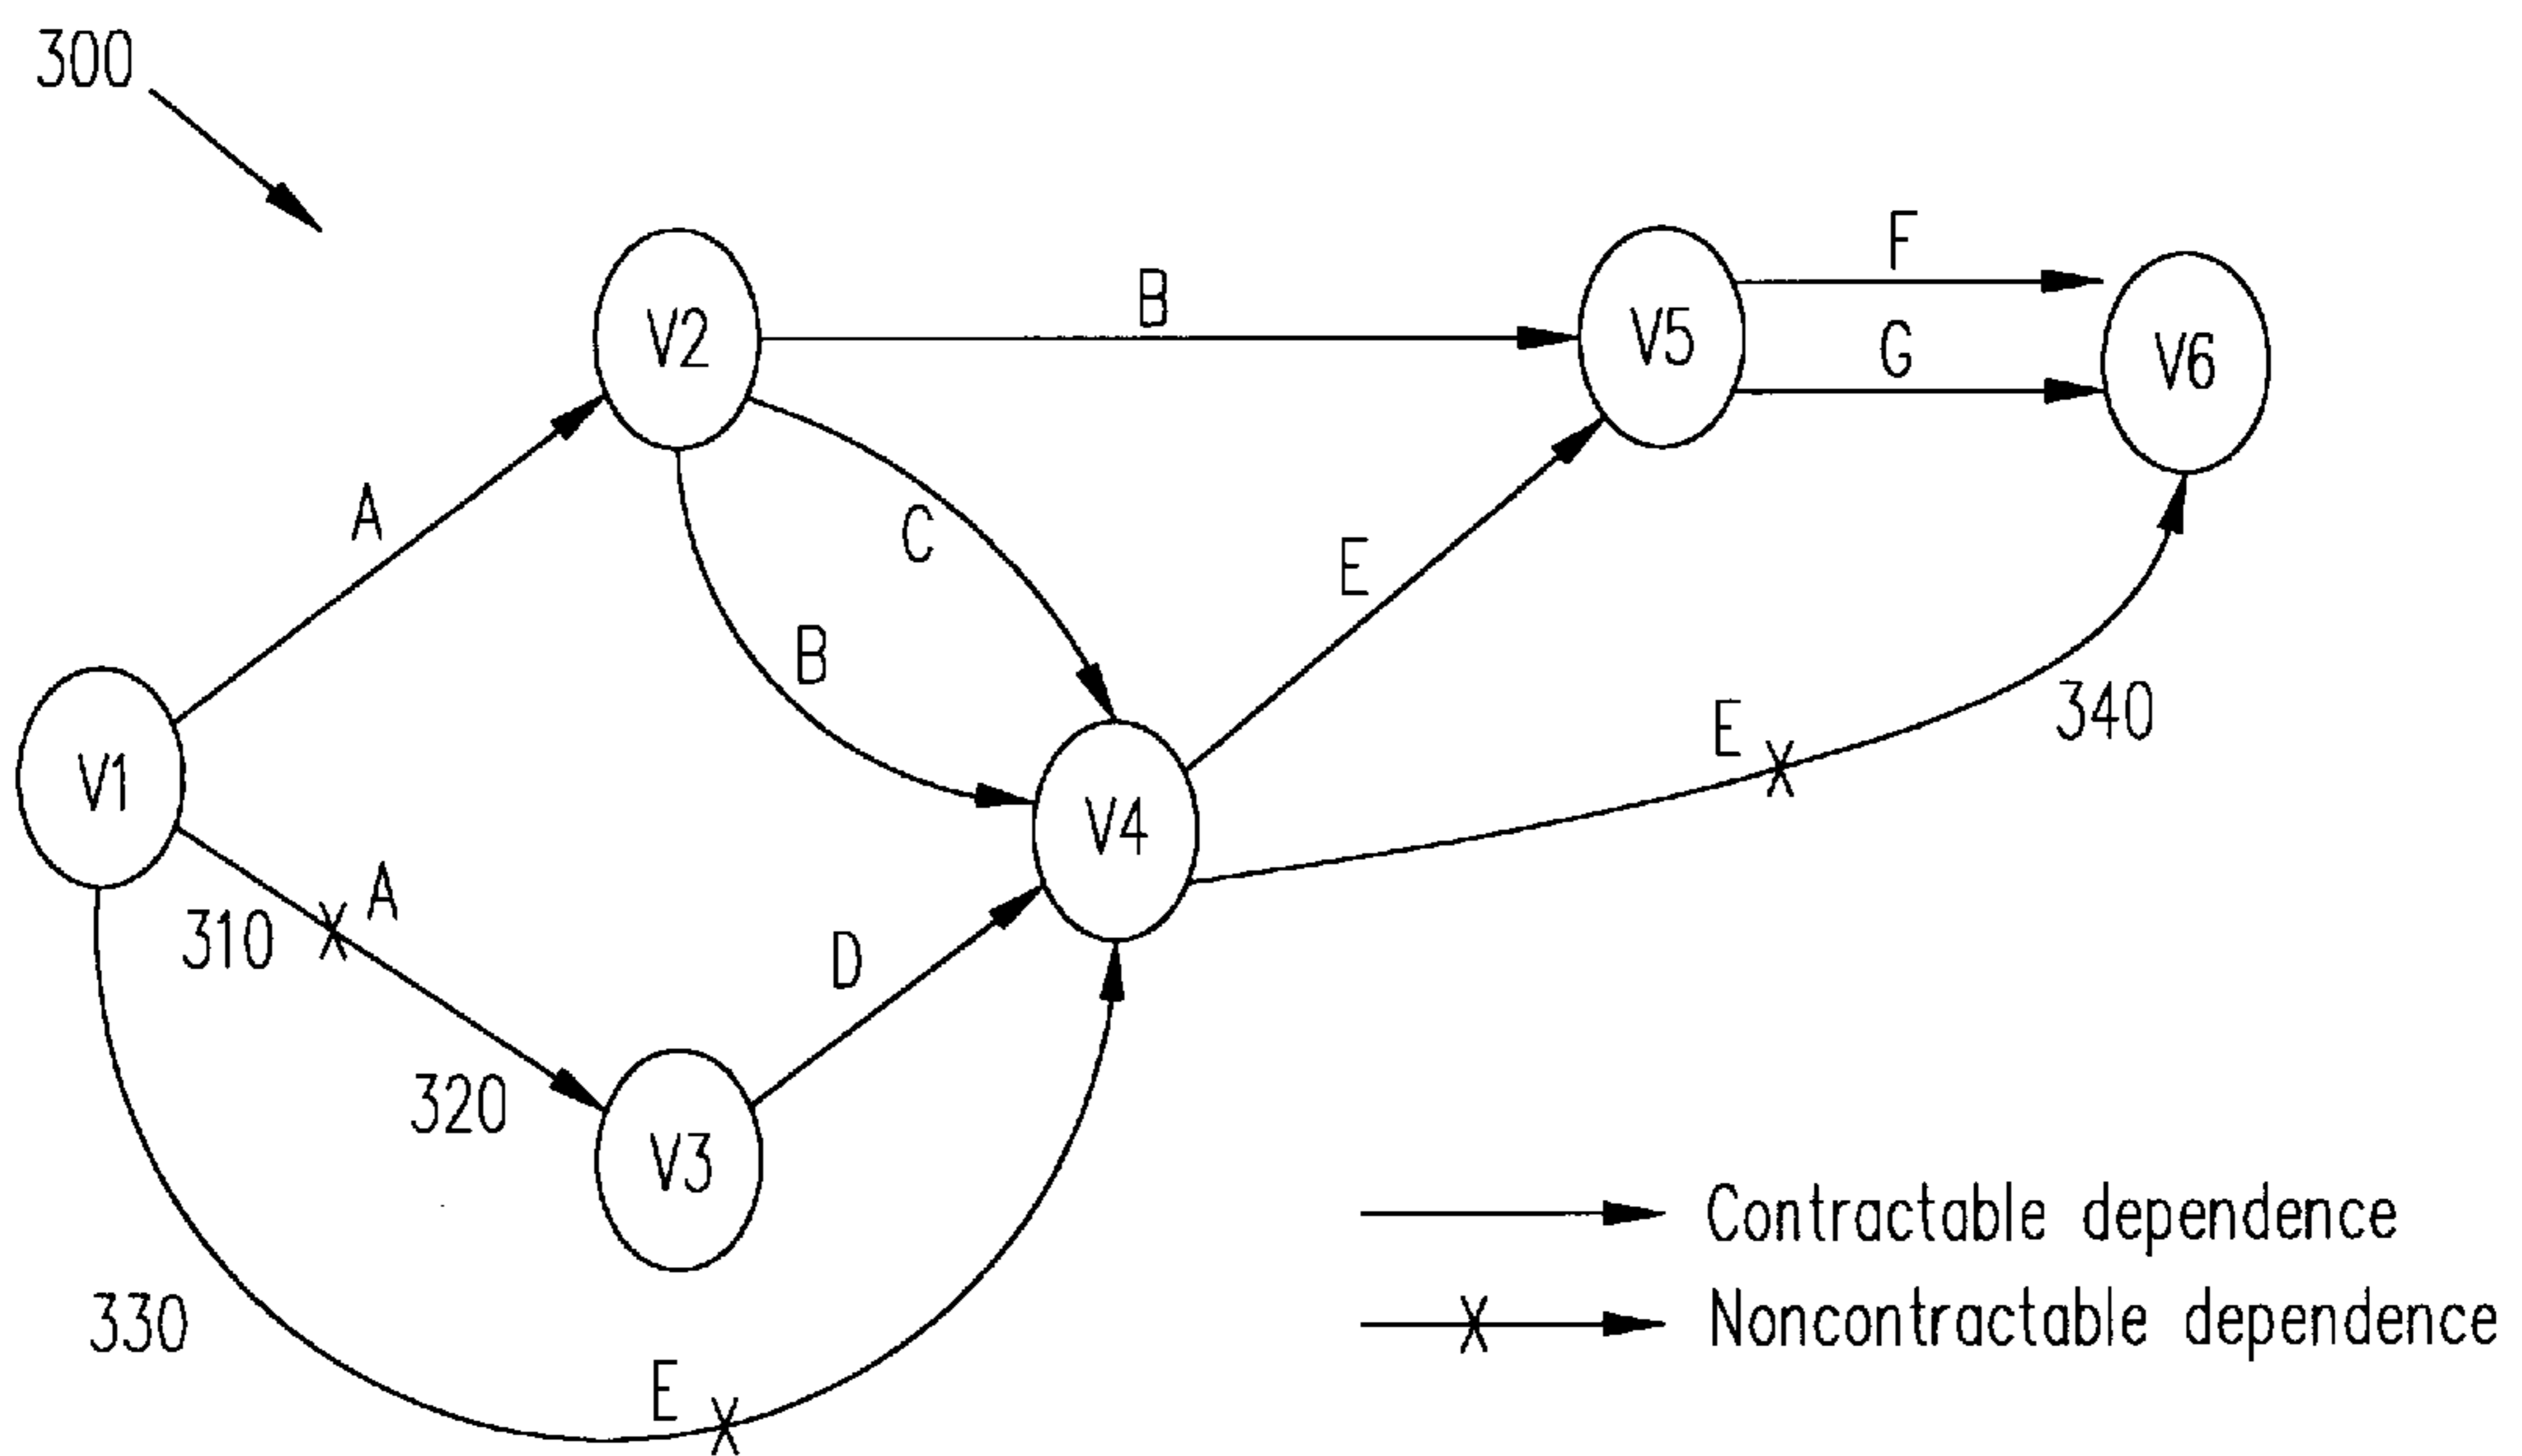 300
F
B
V2
V5
G
V6
A
C
E
B
340
E
V1
V4
A
310
D
320
V3
Contractable dependence
330
X Noncontractable dependence
E